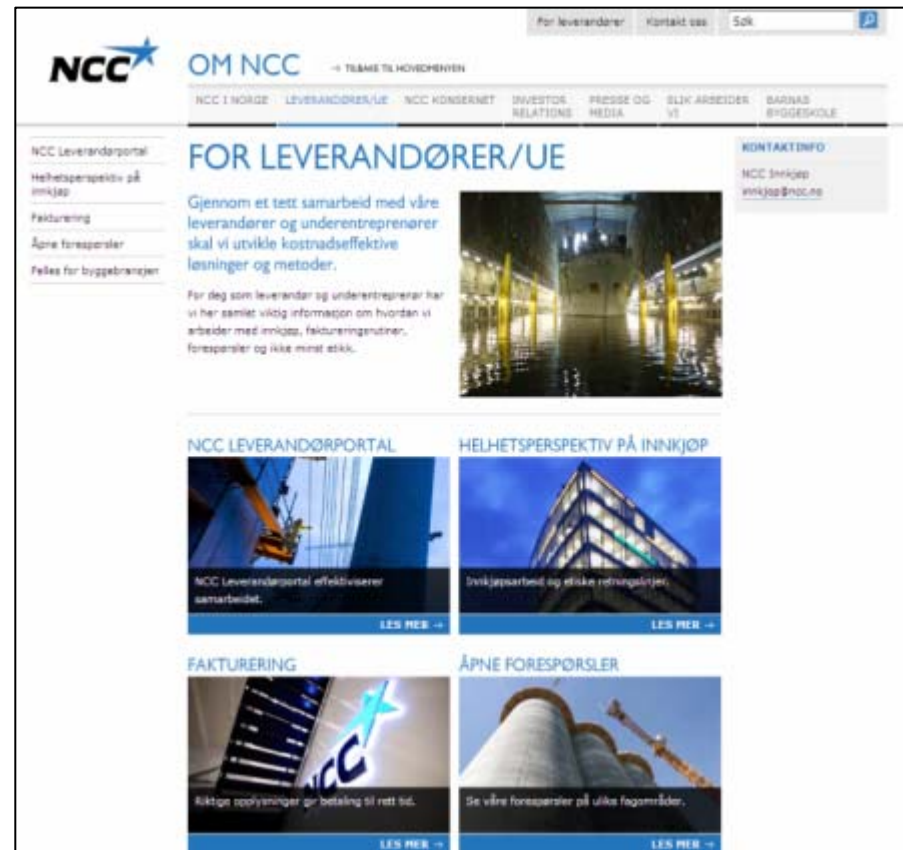 For leverandører
Kontakt oss
Søk
NCC
OM NCC
→ TILBAKE TIL HOVEDMENYEN
NCC I NORGE
LEVERANDØRER/UE
NCC KONSERNET
INVESTOR
RELATIONS
PRESSE OG
MEDIA
SLIK ARBEIDER
VI
BARNAS
BYGGESKOLE
NCC Leverandørportal
Helhetsperspektiv på
innkjøp
Fakturering
Åpne forespørsler
Felles for byggebransjen
FOR LEVERANDØRER/UE
Gjennom et tett samarbeid med våre
leverandører og underentreprenører
skal vi utvikle kostnadseffektive
løsninger og metoder.
For deg som leverandør og underentreprenør har
vi her samlet viktig informasjon om hvordan vi
arbeider med innkjøp, faktureringsrutiner,
forespørsler og ikke minst etikk.
KONTAKTINFO
NCC Innkjøp
innkjop@ncc.no
NCC LEVERANDØRPORTAL
NCC Leverandørportal effektiviserer
samarbeidet.
LES MER →
HELHETSPERSPEKTIV PÅ INNKJØP
Innkjøpsarbeid og etiske retningslinjer.
LES MER →
FAKTURERING
NCC
Riktige opplysninger gir betaling til rett tid.
LES MER →
ÅPNE FORESPØRSLER
Se våre forespørsler på ulike fagområder.
LES MER →